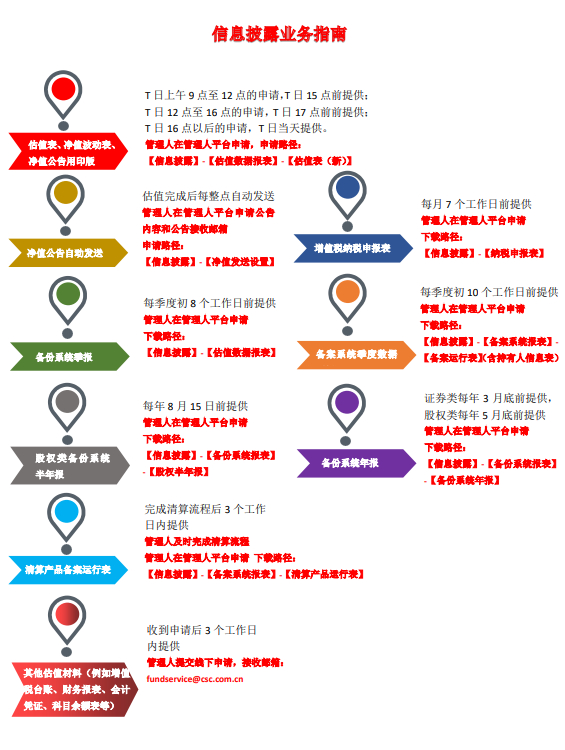 信息披露业务指南
T 日上午 9 点至 12 点的申请,T 日 15 点前提供;
T 日 12 点至 16 点的申请, T 日 17 点前前提供;
T 日 16 点以后的申请, T 日当天提供。
管理人在管理人平台申请, 申请路径:
【信息披露】-【估值数据报表】-【估值表（新）】
估值表、净值波动表、
净值公告用印版
估值完成后每整点自动发送
管理人在管理人平台申请公告
内容和公告接收邮箱
申请路径:
【信息披露】-【净值发送设置】
净值公告自动发送
每月 7 个工作日前提供
管理人在管理人平台申请
下载路径:
【信息披露】-【纳税申报表】
增值税纳税申报表
每季度初 8 个工作日前提供
管理人在管理人平台申请
下载路径:
【信息披露】-【估值数据报表】
备份系统季报
每季度初 10 个工作日前提供
管理人在管理人平台申请
下载路径:
【信息披露】-【备案系统报表】-
【备案运行表】（含持有人信息表）
备案系统季度数据
每年 8 月 15 日前提供
管理人在管理人平台申请
下载路径:
【信息披露】-【备份系统报表】
-【股权半年报】
股权类备份系统
半年报
证券类每年 3 月底前提供,
股权类每年 5 月底前提供
管理人在管理人平台申请
下载路径:
【信息披露】-【备份系统报表】
-【备份系统年报】
备份系统年报
完成清算流程后 3 个工作
日内提供
管理人及时完成清算流程
管理人在管理人平台申请 下载路径:
【信息披露】-【备案系统报表】-【清算产品运行表】
清算产品备案运行表
收到申请后 3 个工作日
内提供
管理人提交线下申请，接收邮箱:
fundservice@csc.com.cn
其他估值材料（例如增值
税台账、财务报表、会计
凭证、科目余额表等）